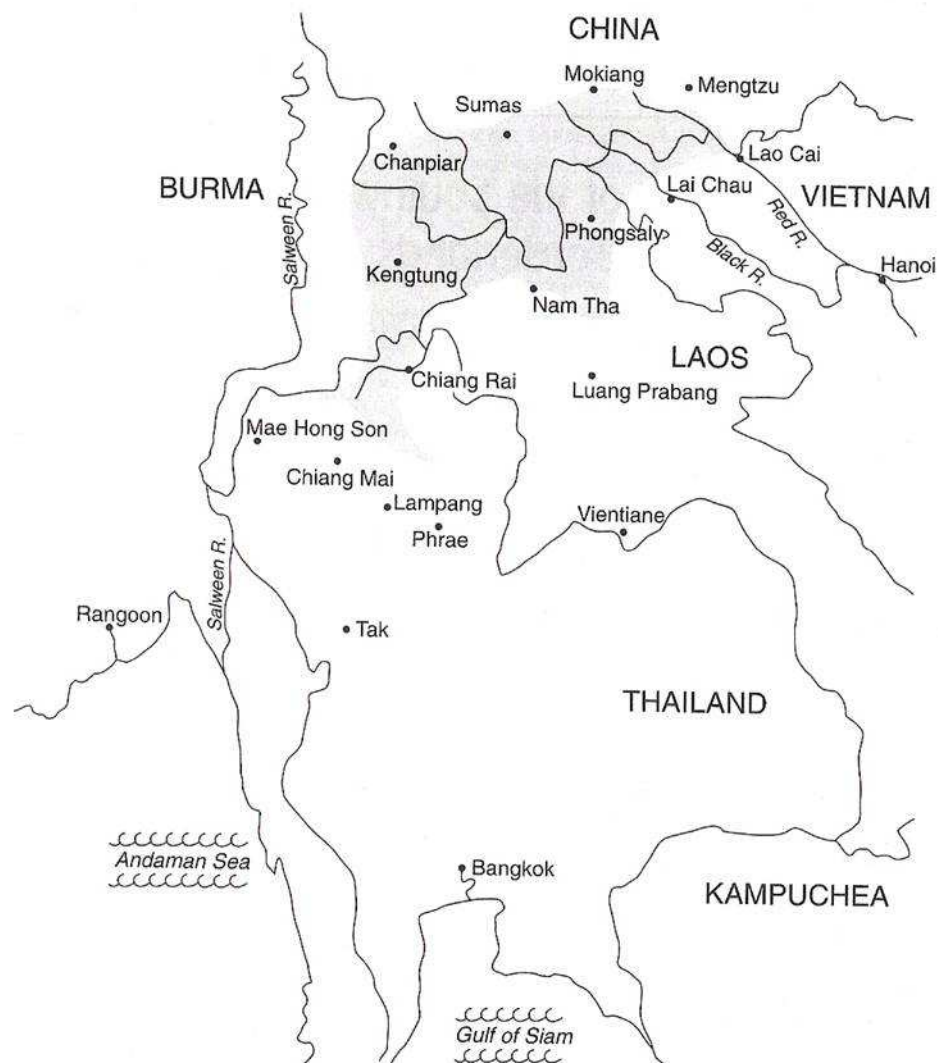 CHINA
Mokiang
Mengtzu
Sumas
Chanpiar
Lao Cai
BURMA
Lai Chau
VIETNAM
Salween R.
Red R.
Phongsaly
Black R.
Kengtung
Hanoi
Nam Tha
LAOS
Chiang Rai
Luang Prabang
Mae Hong Son
Chiang Mai
Lampang
Vientiane
Phrae
Salween R.
Rangoon
Tak
THAILAND
Andaman Sea
Bangkok
KAMPUCHEA
Gulf of Siam